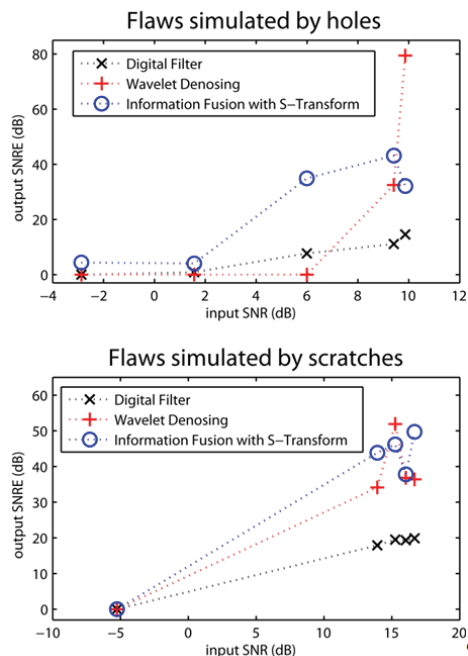 Flaws simulated by holes
80
60
40
20
0
output SNRE (dB)
Digital Filter
Wavelet Denosing
Information Fusion with S-Transform
-4 -2 0 2 4 6 8 10 12
input SNR (dB)
Flaws simulated by scratches
60
50
40
30
20
10
0
output SNRE (dB)
Digital Filter
Wavelet Denosing
Information Fusion with S-Transform
-10 -5 0 5 10 15 20
input SNR (dB)